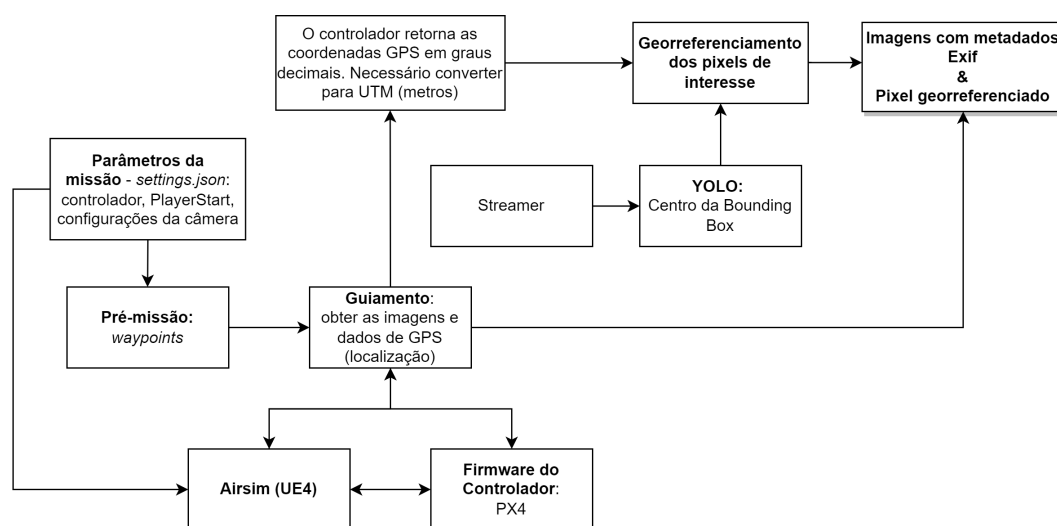 O controlador retorna as
coordenadas GPS em graus
decimais. Necessário converter
para UTM (metros)
Georreferenciamento
dos pixels de
interesse
Imagens com metadados
Exif
&
Pixel georreferenciado
Parâmetros da
missão - settings.json:
controlador, PlayerStart,
configurações da câmera
Streamer
YOLO:
Centro da Bounding
Box
Pré-missão:
waypoints
Guiamento:
obter as imagens e
dados de GPS
(localização)
Airsim (UE4)
Firmware do
Controlador:
PX4